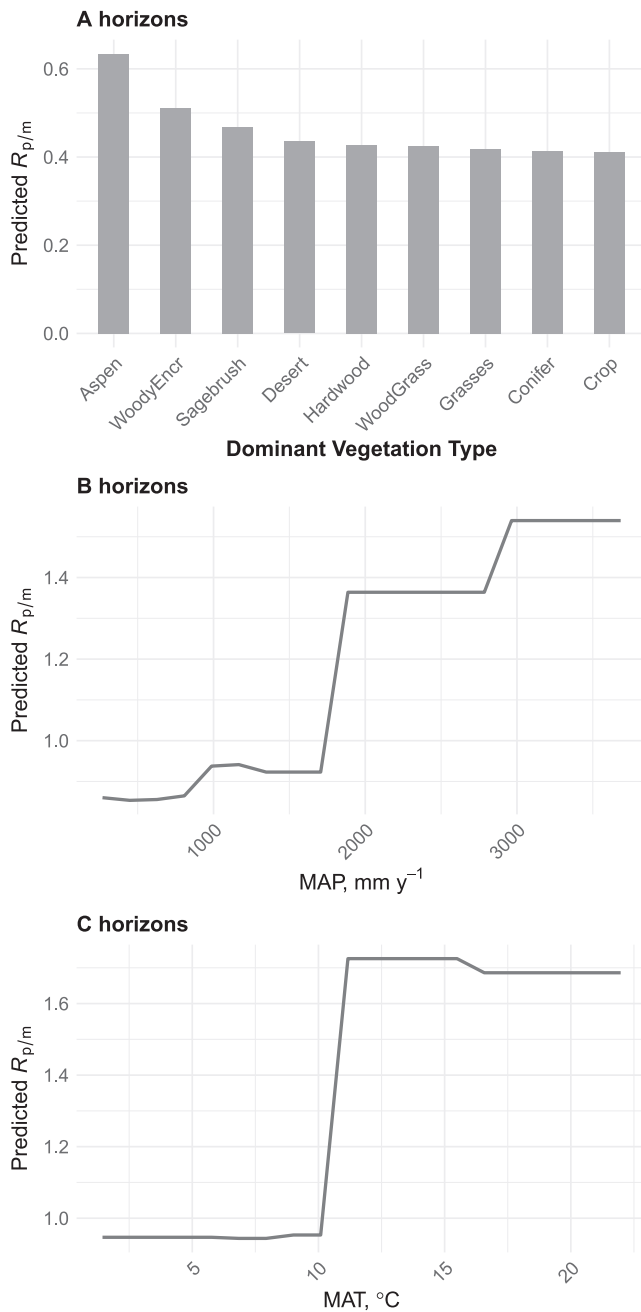 A horizons
Predicted Rp/m
0.6
0.4
0.2
0.0
Aspen
WoodyEncr
Sagebrush
Desert
Hardwood
WoodGrass
Grasses
Conifer
Crop
Dominant Vegetation Type
B horizons
Predicted Rp/m
1.4
1.2
1.0
1000
2000
3000
MAP, mm y⁻¹
C horizons
Predicted Rp/m
1.6
1.4
1.2
1.0
5
10
15
20
MAT, °C